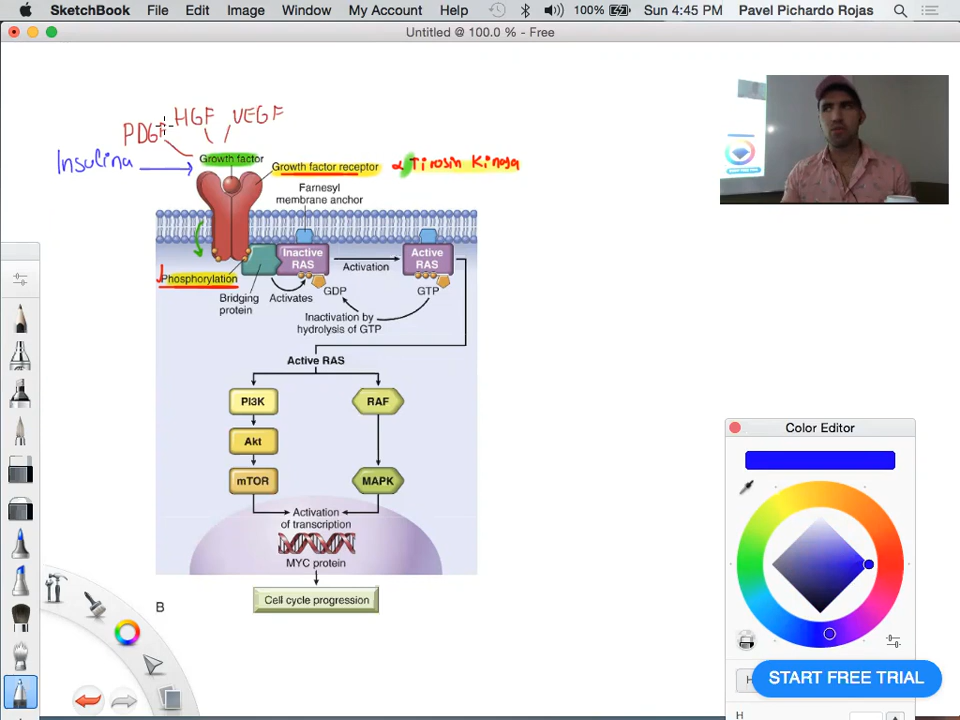 SketchBook File Edit Image Window My Account Help 100% Sun 4:45 PM Pavel Pichardo Rojas
Untitled @ 100.0 % - Free
PDGF HGF VEGF
Insulina
Growth factor
Growth factor receptor
Tirosin Kinasa
Farnesyl
membrane anchor
Inactive
RAS
Active
RAS
Activation
Phosphorylation
Bridging
protein
Activates
GDP
GTP
Inactivation by
hydrolysis of GTP
Active RAS
PI3K
RAF
Akt
mTOR
MAPK
Activation
of transcription
MYC protein
Cell cycle progression
B
Color Editor
START FREE TRIAL
H
H